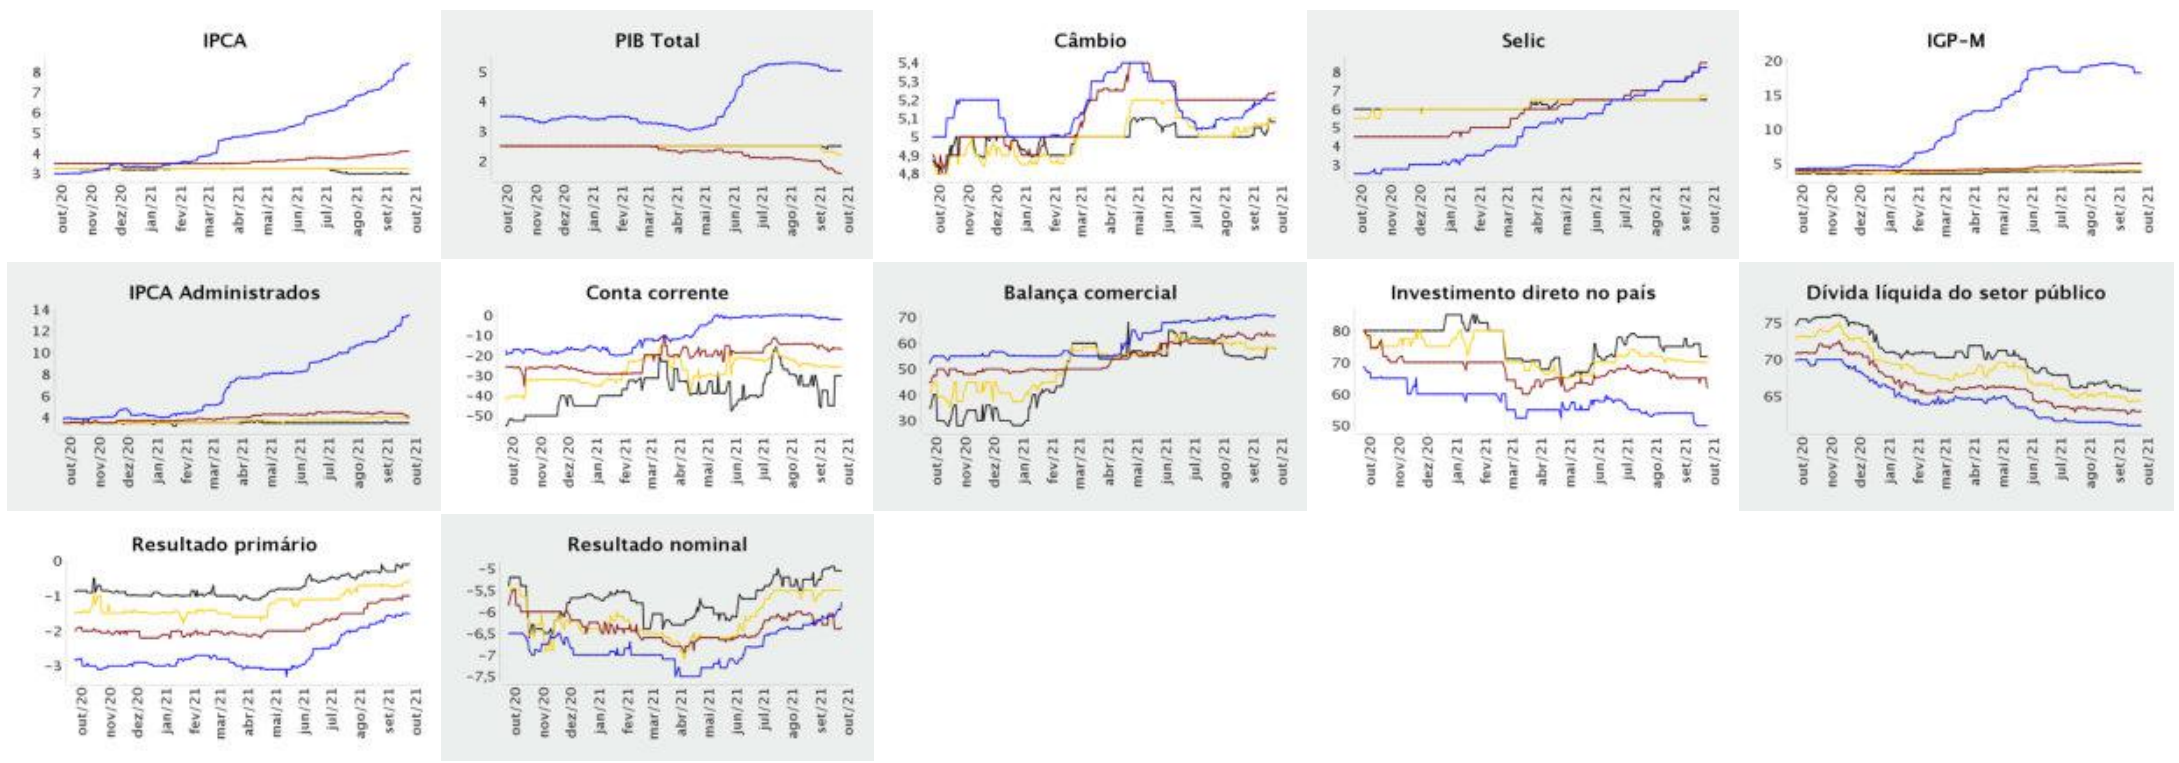 IPCA
8
7
6
5
4
3
out/20 nov/20 dez/20 jan/21 fev/21 mar/21 abr/21 mai/21 jun/21 jul/21 ago/21 set/21 out/21
PIB Total
5
4
3
2
out/20 nov/20 dez/20 jan/21 fev/21 mar/21 abr/21 mai/21 jun/21 jul/21 ago/21 set/21 out/21
Câmbio
5,4
5,3
5,2
5,1
5
4,9
4,8
out/20 nov/20 dez/20 jan/21 fev/21 mar/21 abr/21 mai/21 jun/21 jul/21 ago/21 set/21 out/21
Selic
8
7
6
5
4
3
out/20 nov/20 dez/20 jan/21 fev/21 mar/21 abr/21 mai/21 jun/21 jul/21 ago/21 set/21 out/21
IGP-M
20
15
10
5
out/20 nov/20 dez/20 jan/21 fev/21 mar/21 abr/21 mai/21 jun/21 jul/21 ago/21 set/21 out/21
IPCA Administrados
14
12
10
8
6
4
out/20 nov/20 dez/20 jan/21 fev/21 mar/21 abr/21 mai/21 jun/21 jul/21 ago/21 set/21 out/21
Conta corrente
0
-10
-20
-30
-40
-50
out/20 nov/20 dez/20 jan/21 fev/21 mar/21 abr/21 mai/21 jun/21 jul/21 ago/21 set/21 out/21
Balança comercial
70
60
50
40
30
out/20 nov/20 dez/20 jan/21 fev/21 mar/21 abr/21 mai/21 jun/21 jul/21 ago/21 set/21 out/21
Investimento direto no país
80
70
60
50
out/20 nov/20 dez/20 jan/21 fev/21 mar/21 abr/21 mai/21 jun/21 jul/21 ago/21 set/21 out/21
Dívida líquida do setor público
75
70
65
out/20 nov/20 dez/20 jan/21 fev/21 mar/21 abr/21 mai/21 jun/21 jul/21 ago/21 set/21 out/21
Resultado primário
0
-1
-2
-3
out/20 nov/20 dez/20 jan/21 fev/21 mar/21 abr/21 mai/21 jun/21 jul/21 ago/21 set/21 out/21
Resultado nominal
-5
-5,5
-6
-6,5
-7
-7,5
out/20 nov/20 dez/20 jan/21 fev/21 mar/21 abr/21 mai/21 jun/21 jul/21 ago/21 set/21 out/21